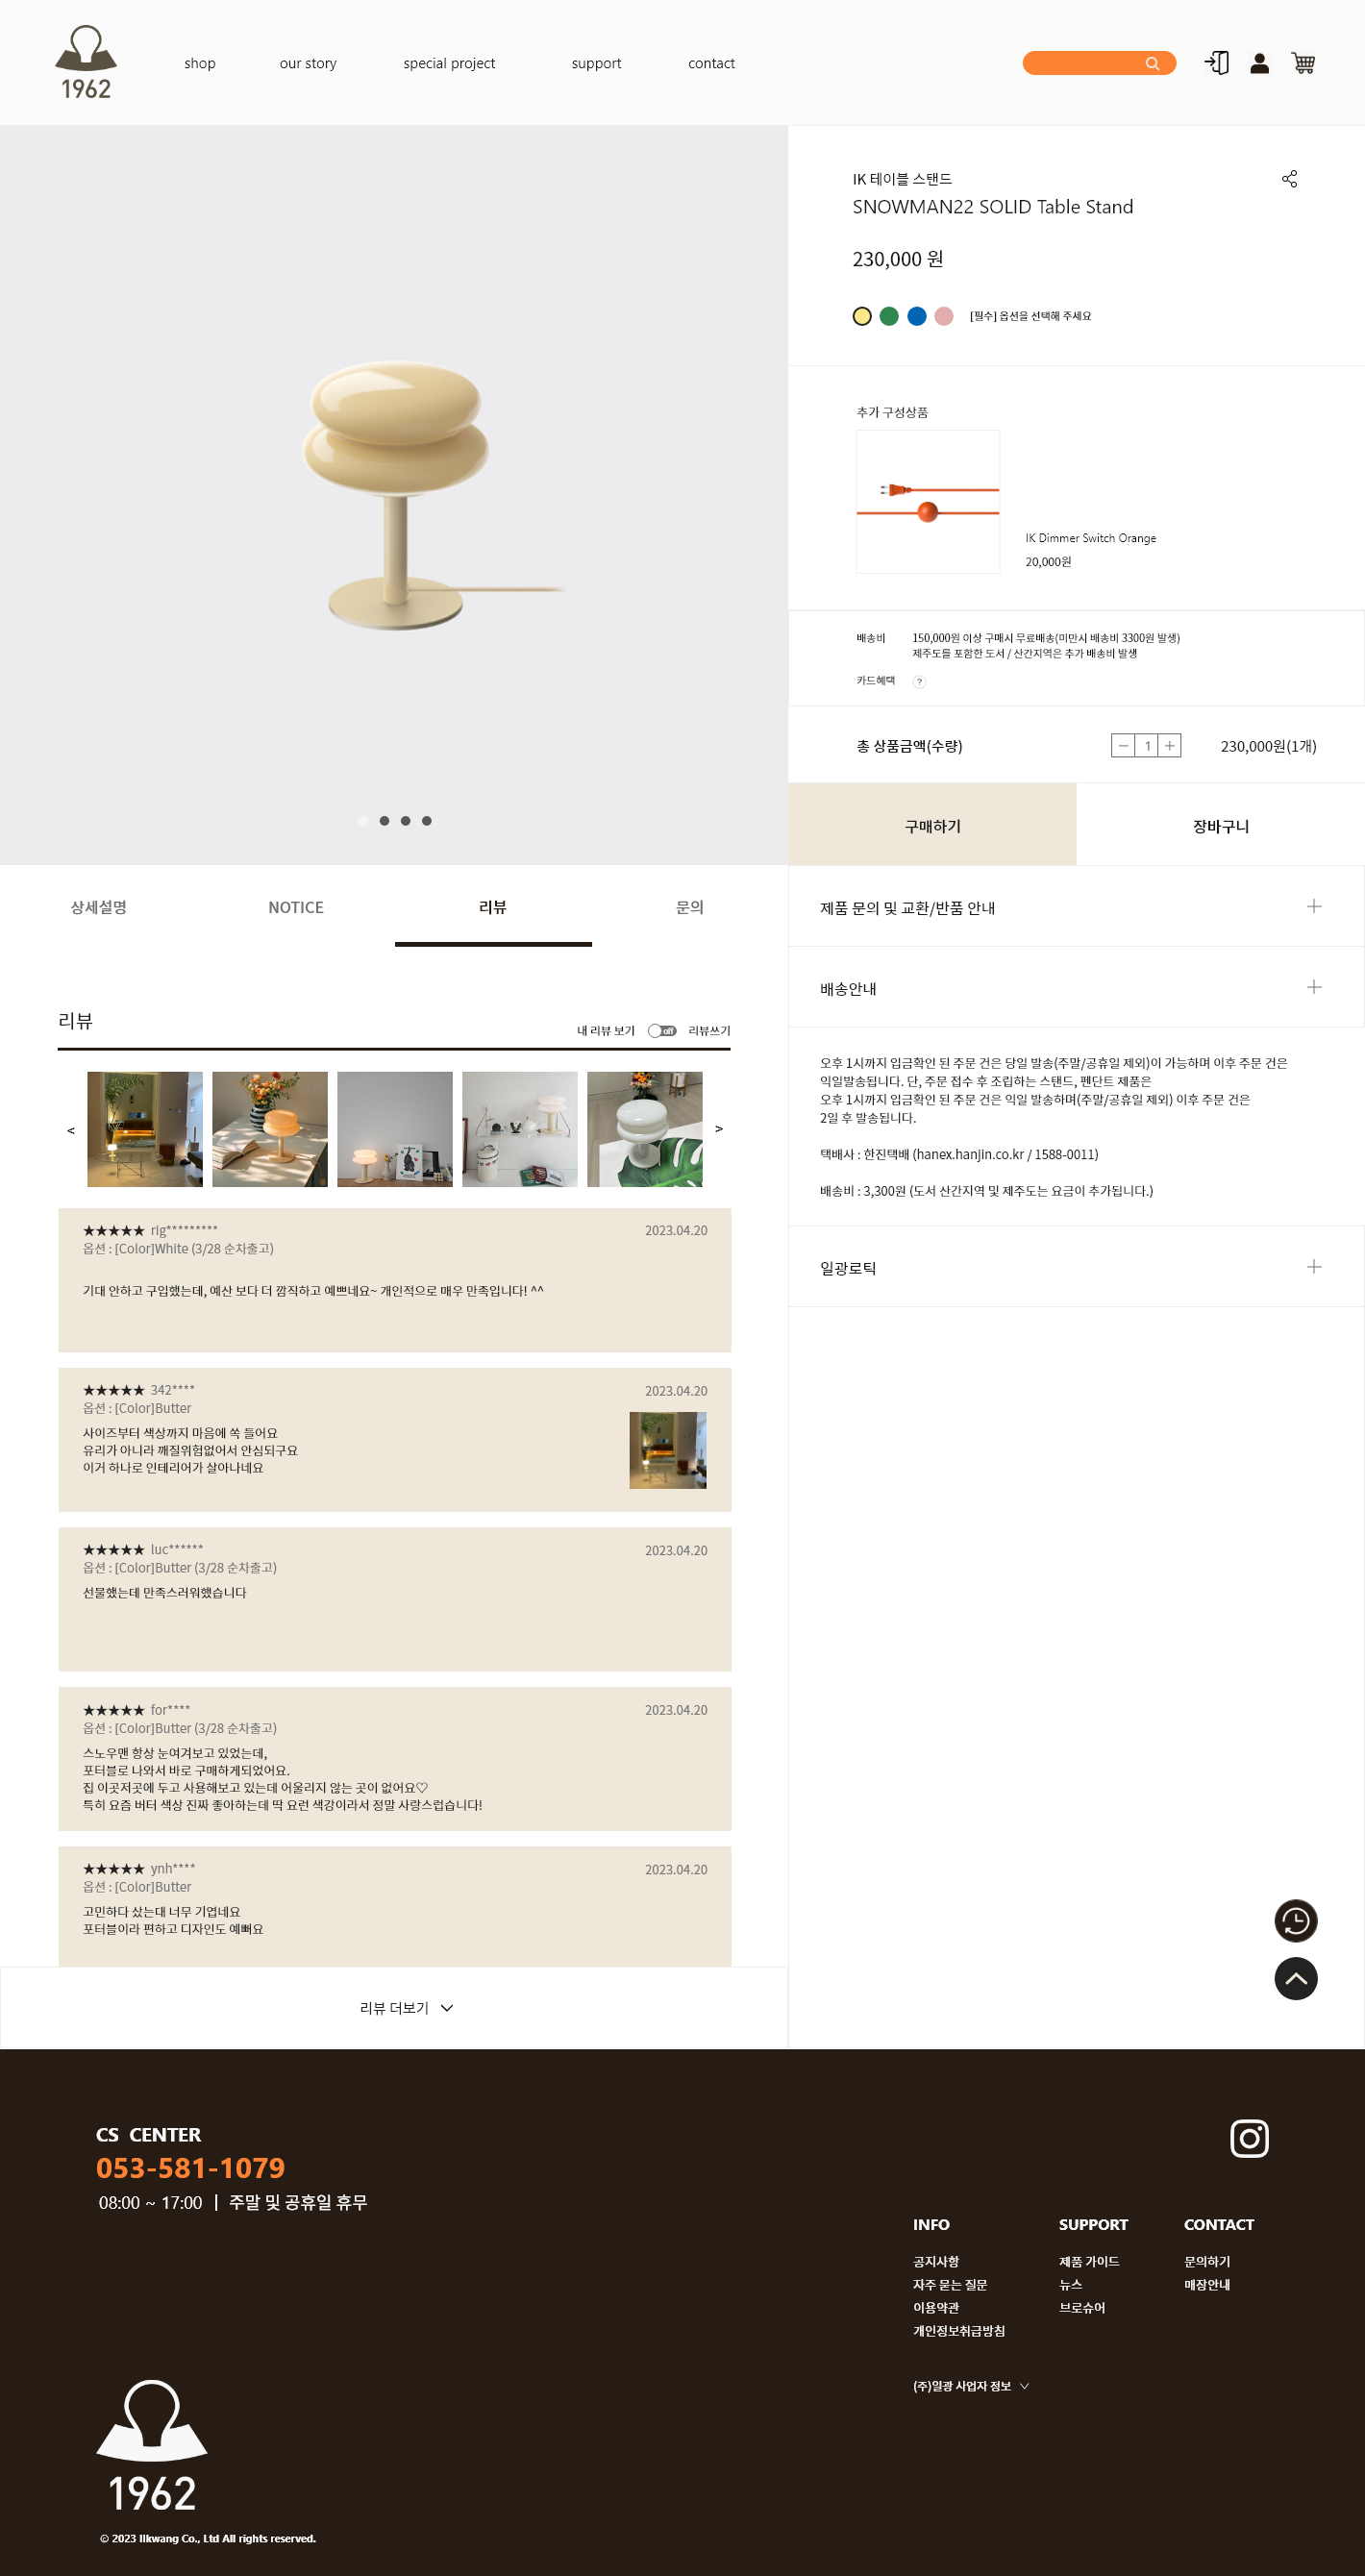 1962
shop
our story
special project
support
contact
IK 테이블 스탠드
SNOWMAN22 SOLID Table Stand
230,000 원
[필수] 옵션을 선택해 주세요
추가 구성상품
IK Dimmer Switch Orange
20,000원
배송비
150,000원 이상 구매시 무료배송(미만시 배송비 3300원 발생)
제주도를 포함한 도서 / 산간지역은 추가 배송비 발생
카드혜택
?
총 상품금액(수량)
1
230,000원(1개)
구매하기
장바구니
상세설명
NOTICE
리뷰
문의
리뷰
내 리뷰 보기
off
리뷰쓰기
<
>
★★★★★ rig*********
2023.04.20
옵션 : [Color]White (3/28 순차출고)
기대 안하고 구입했는데, 예산 보다 더 깜직하고 예쁘네요~ 개인적으로 매우 만족입니다! ^^
★★★★★ 342****
2023.04.20
옵션 : [Color]Butter
사이즈부터 색상까지 마음에 쏙 들어요
유리가 아니라 깨질위험없어서 안심되구요
이거 하나로 인테리어가 살아나네요
★★★★★ luc******
2023.04.20
옵션 : [Color]Butter (3/28 순차출고)
선물했는데 만족스러워했습니다
★★★★★ for****
2023.04.20
옵션 : [Color]Butter (3/28 순차출고)
스노우맨 항상 눈여겨보고 있었는데,
포터블로 나와서 바로 구매하게되었어요.
집 이곳저곳에 두고 사용해보고 있는데 어울리지 않는 곳이 없어요♡
특히 요즘 버터 색상 진짜 좋아하는데 딱 요런 색강이라서 정말 사랑스럽습니다!
★★★★★ ynh****
2023.04.20
옵션 : [Color]Butter
고민하다 샀는대 너무 기엽네요
포터블이라 편하고 디자인도 예뻐요
리뷰 더보기
제품 문의 및 교환/반품 안내
배송안내
오후 1시까지 입금확인 된 주문 건은 당일 발송(주말/공휴일 제외)이 가능하며 이후 주문 건은
익일발송됩니다. 단, 주문 접수 후 조립하는 스탠드, 펜던트 제품은
오후 1시까지 입금확인 된 주문 건은 익일 발송하며(주말/공휴일 제외) 이후 주문 건은
2일 후 발송됩니다.
택배사 : 한진택배 (hanex.hanjin.co.kr / 1588-0011)
배송비 : 3,300원 (도서 산간지역 및 제주도는 요금이 추가됩니다.)
일광로틱
CS CENTER
053-581-1079
08:00 ~ 17:00 | 주말 및 공휴일 휴무
INFO
공지사항
자주 묻는 질문
이용약관
개인정보취급방침
SUPPORT
제품 가이드
뉴스
브로슈어
CONTACT
문의하기
매장안내
(주)일광 사업자 정보
1962
© 2023 Ilkwang Co., Ltd All rights reserved.